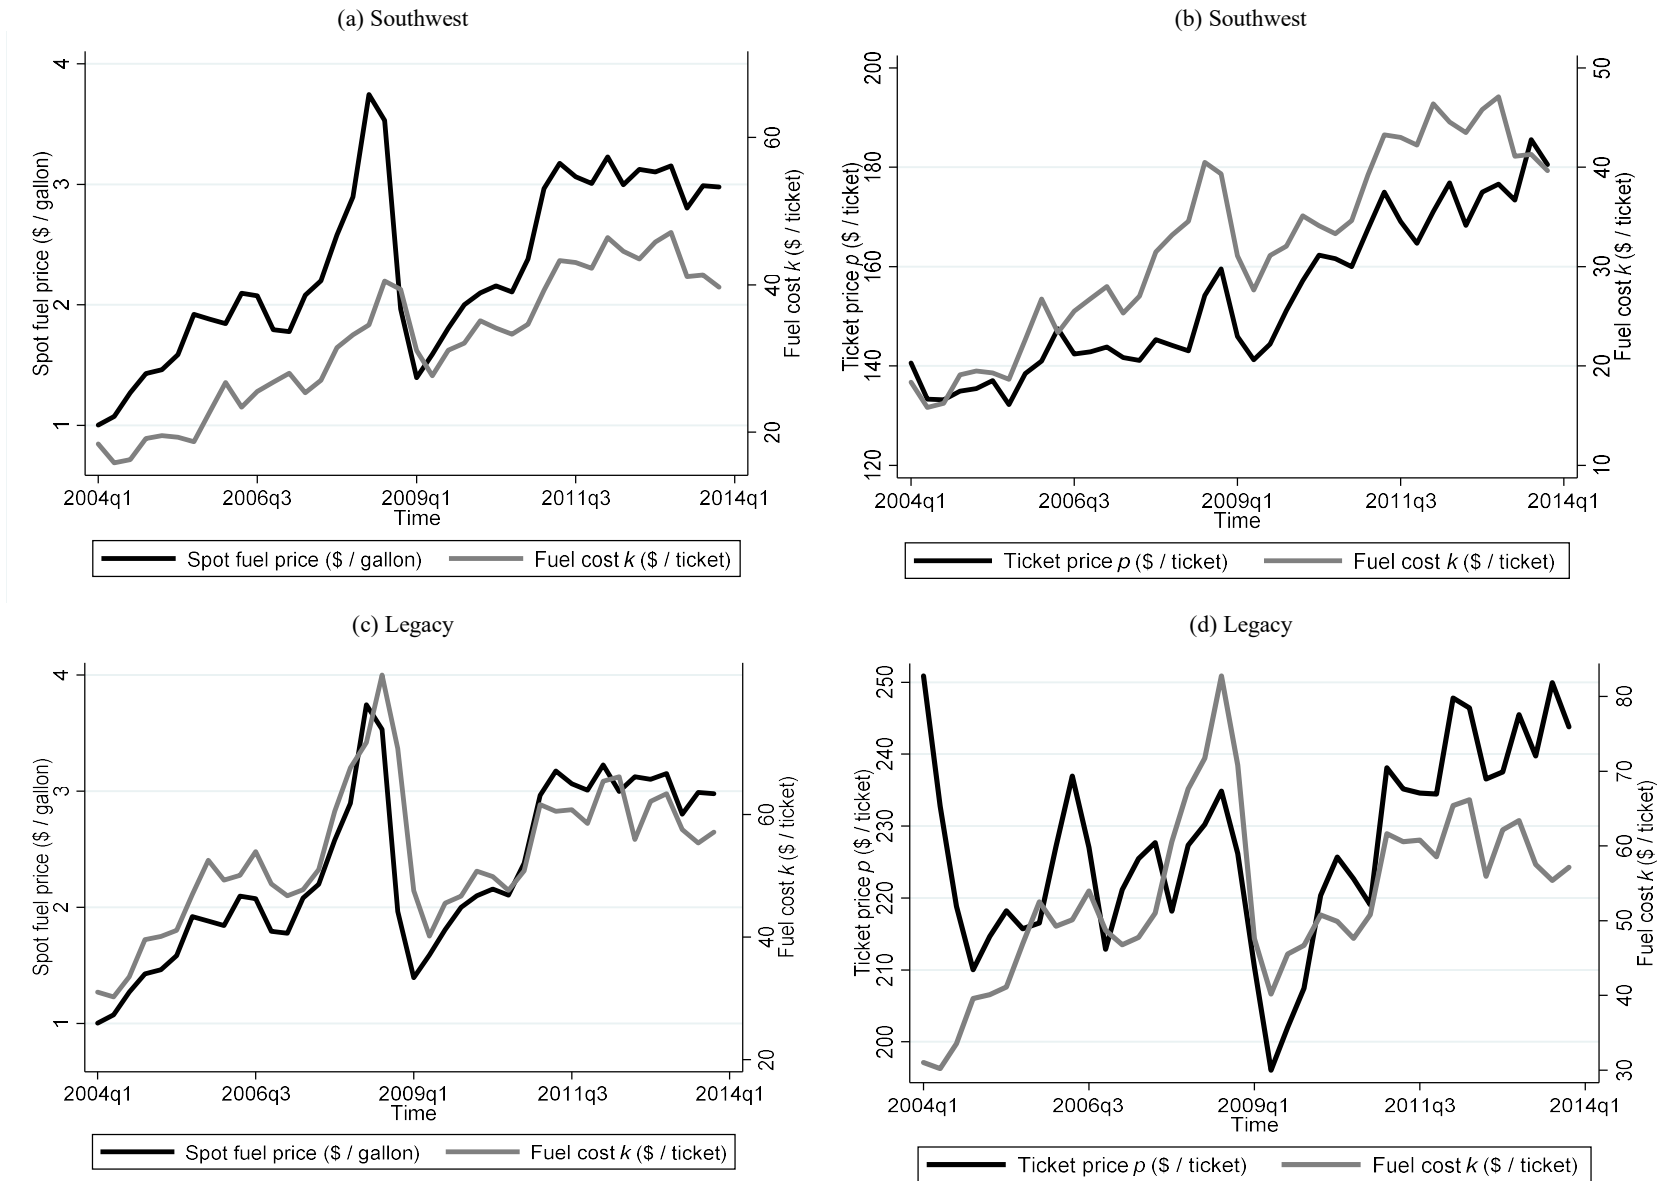 (a) Southwest
Spot fuel price ($ / gallon)
4
3
2
1
60
40
20
Fuel cost k ($ / ticket)
2004q1 2006q3 2009q1 2011q3 2014q1
Time
Spot fuel price ($ / gallon) Fuel cost k ($ / ticket)
(b) Southwest
Ticket price p ($ / ticket)
200
180
160
140
120
50
40
30
20
10
Fuel cost k ($ / ticket)
2004q1 2006q3 2009q1 2011q3 2014q1
Time
Ticket price p ($ / ticket) Fuel cost k ($ / ticket)
(c) Legacy
Spot fuel price ($ / gallon)
4
3
2
1
60
40
20
Fuel cost k ($ / ticket)
2004q1 2006q3 2009q1 2011q3 2014q1
Time
Spot fuel price ($ / gallon) Fuel cost k ($ / ticket)
(d) Legacy
Ticket price p ($ / ticket)
250
240
230
220
210
200
80
70
60
50
40
30
Fuel cost k ($ / ticket)
2004q1 2006q3 2009q1 2011q3 2014q1
Time
Ticket price p ($ / ticket) Fuel cost k ($ / ticket)